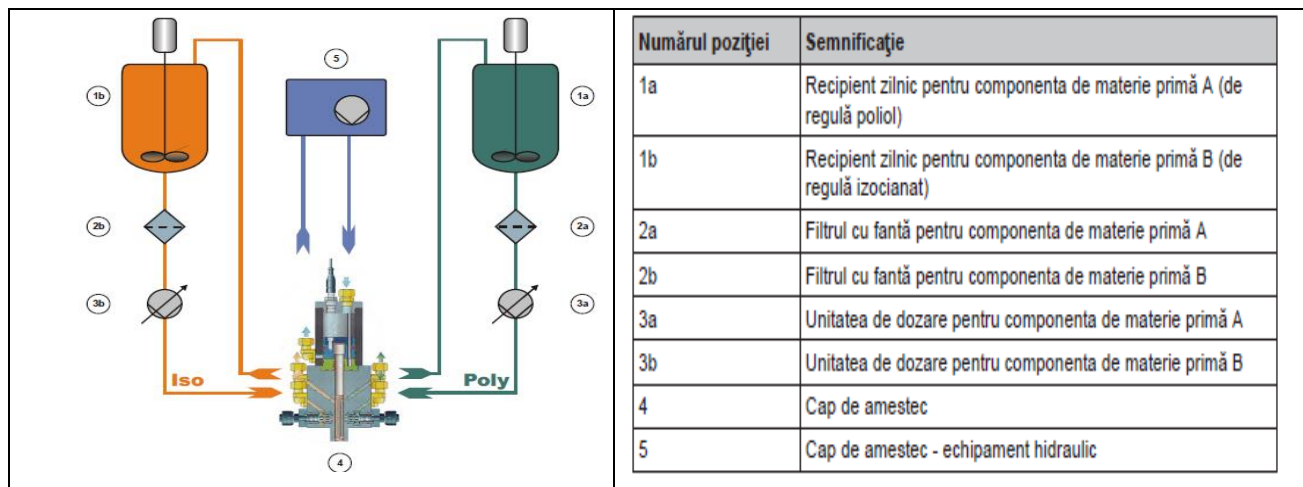 5
1b
1a
2b
2a
3b
3a
Iso
Poly
4
Numărul poziţiei Semnificaţie
1a Recipient zilnic pentru componenta de materie primă A (de
regulă poliol)
1b Recipient zilnic pentru componenta de materie primă B (de
regulă izocianat)
2a Filtrul cu fantă pentru componenta de materie primă A
2b Filtrul cu fantă pentru componenta de materie primă B
3a Unitatea de dozare pentru componenta de materie primă A
3b Unitatea de dozare pentru componenta de materie primă B
4 Cap de amestec
5 Cap de amestec - echipament hidraulic